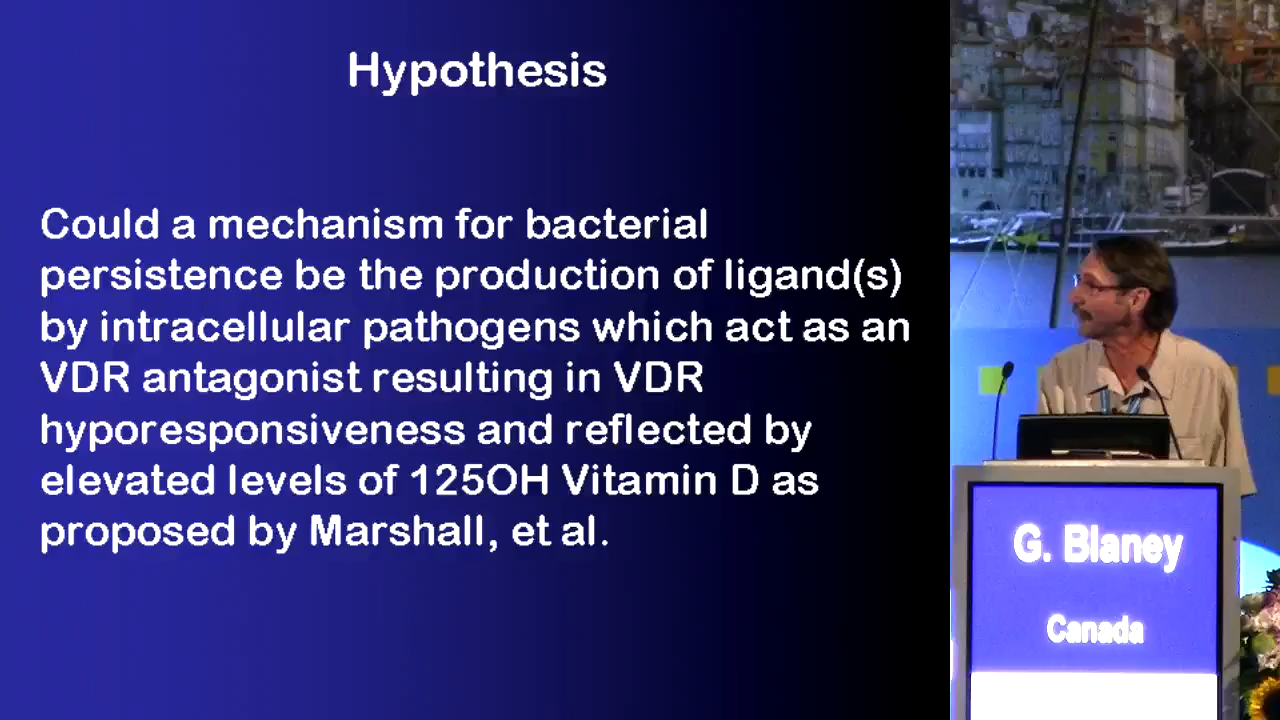 Hypothesis
Could a mechanism for bacterial
persistence be the production of ligand(s)
by intracellular pathogens which act as an
VDR antagonist resulting in VDR
hyporesponsiveness and reflected by
elevated levels of 125OH Vitamin D as
proposed by Marshall, et al.
G. Blaney
Canada